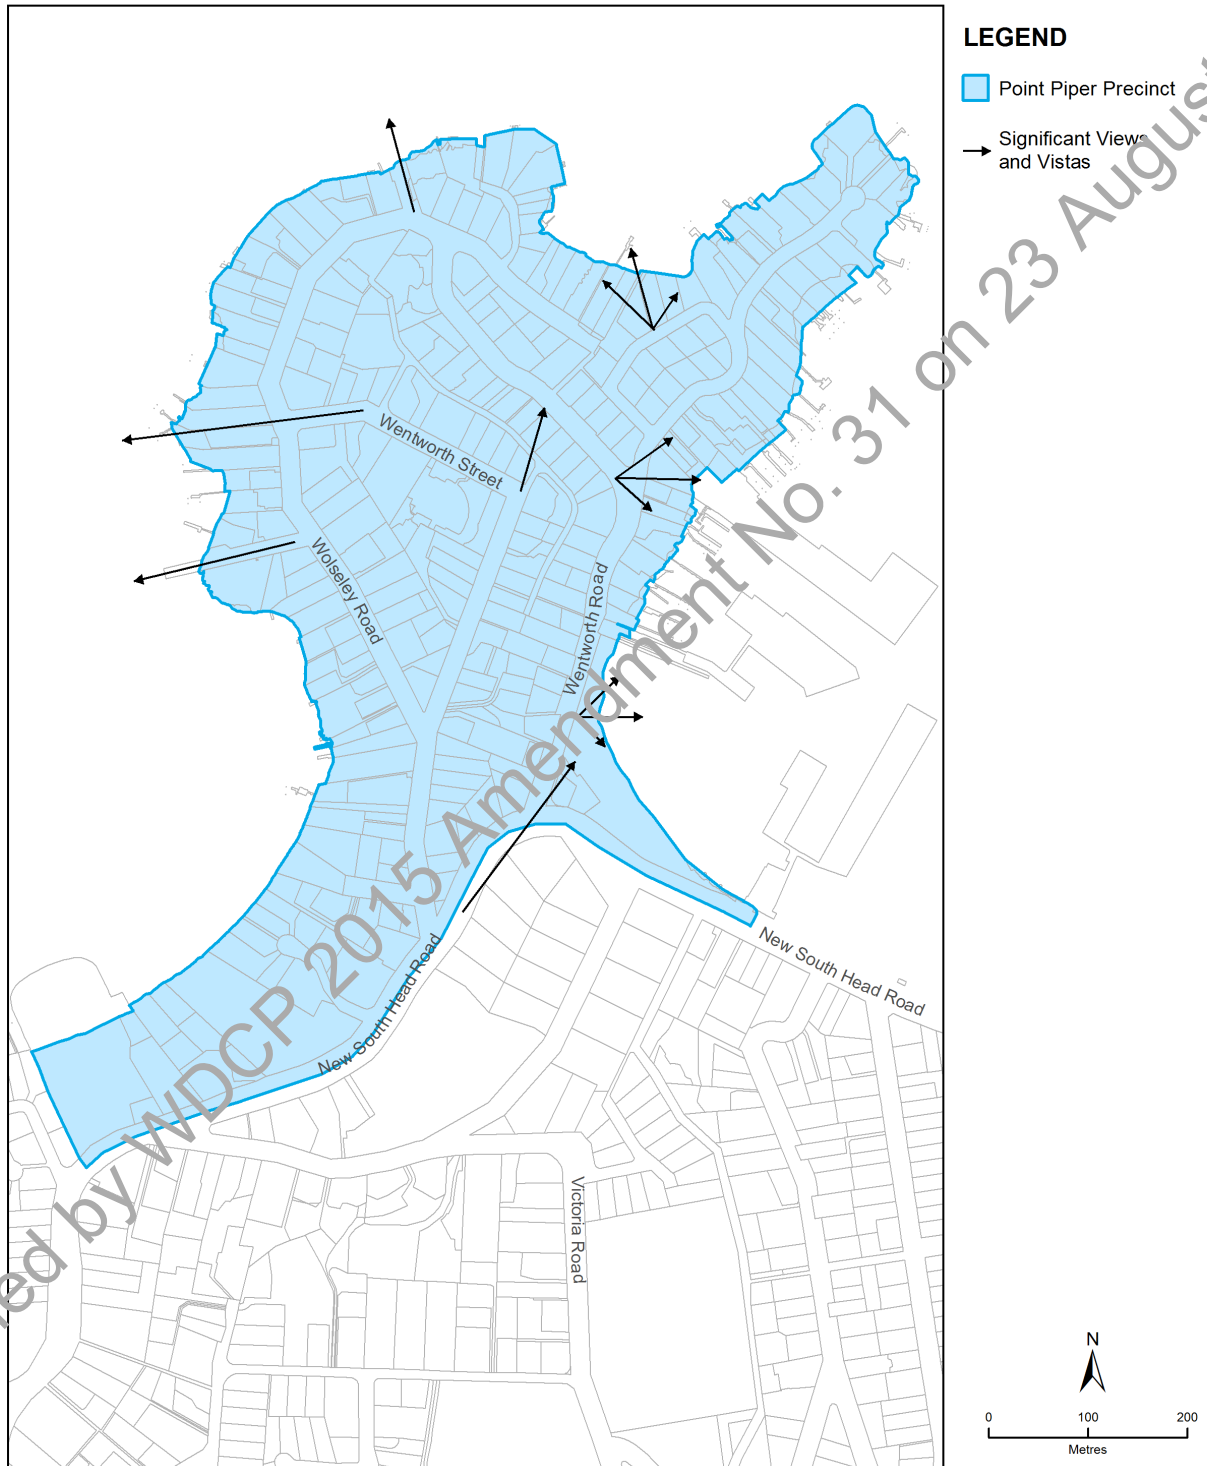 LEGEND
Point Piper Precinct
Significant Views
and Vistas
Wentworth Street
Wolseley Road
Wentworth Road
New South Head Road
New South Head Road
Victoria Road
by WDCP 2015 Amendment No. 31 on 23 August
N
0 100 200
Metres